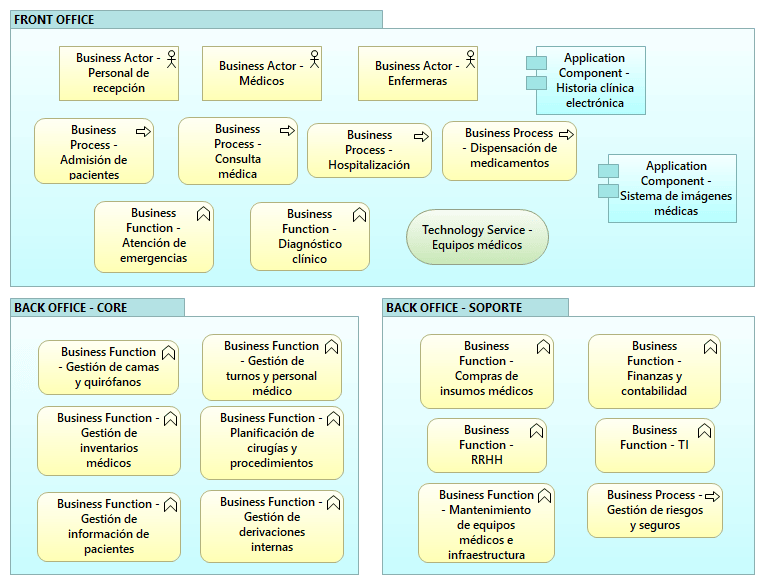 FRONT OFFICE
Business Actor -
Personal de
recepción
Business Actor -
Médicos
Business Actor -
Enfermeras
Application
Component -
Historia clínica
electrónica
Business
Process -
Admisión de
pacientes
Business
Process -
Consulta
médica
Business
Process -
Hospitalización
Business Process
- Dispensación de
medicamentos
Application
Component -
Sistema de imágenes
médicas
Business
Function -
Atención de
emergencias
Business
Function -
Diagnóstico
clínico
Technology Service -
Equipos médicos
BACK OFFICE - CORE
Business Function
- Gestión de camas
y quirófanos
Business Function
- Gestión de
turnos y personal
médico
Business Function -
Gestión de
inventarios
médicos
Business Function -
Planificación de
cirugías y
procedimientos
Business Function -
Gestión de
información de
pacientes
Business Function -
Gestión de
derivaciones
internas
BACK OFFICE - SOPORTE
Business
Function -
Compras de
insumos médicos
Business
Function -
Finanzas y
contabilidad
Business
Function -
RRHH
Business
Function - TI
Business Function
- Mantenimiento
de equipos
médicos e
infraestructura
Business Process -
Gestión de riesgos
y seguros